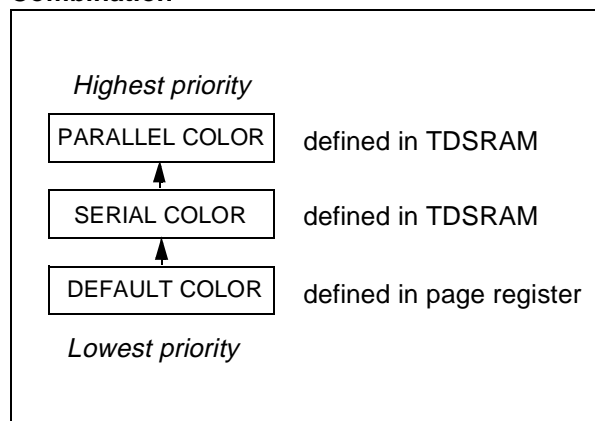 Combination
Highest priority
PARALLEL COLOR defined in TDSRAM
SERIAL COLOR defined in TDSRAM
DEFAULT COLOR defined in page register
Lowest priority